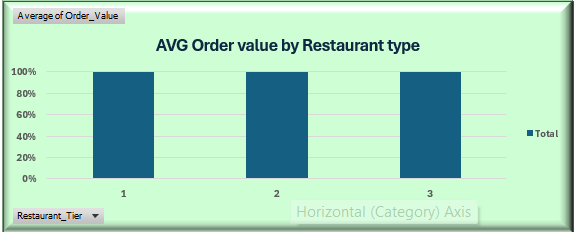 Average of Order_Value
AVG Order value by Restaurant type
100%
80%
60%
40%
20%
0%
1 2 3
Total
Restaurant_Tier
Horizontal (Category) Axis